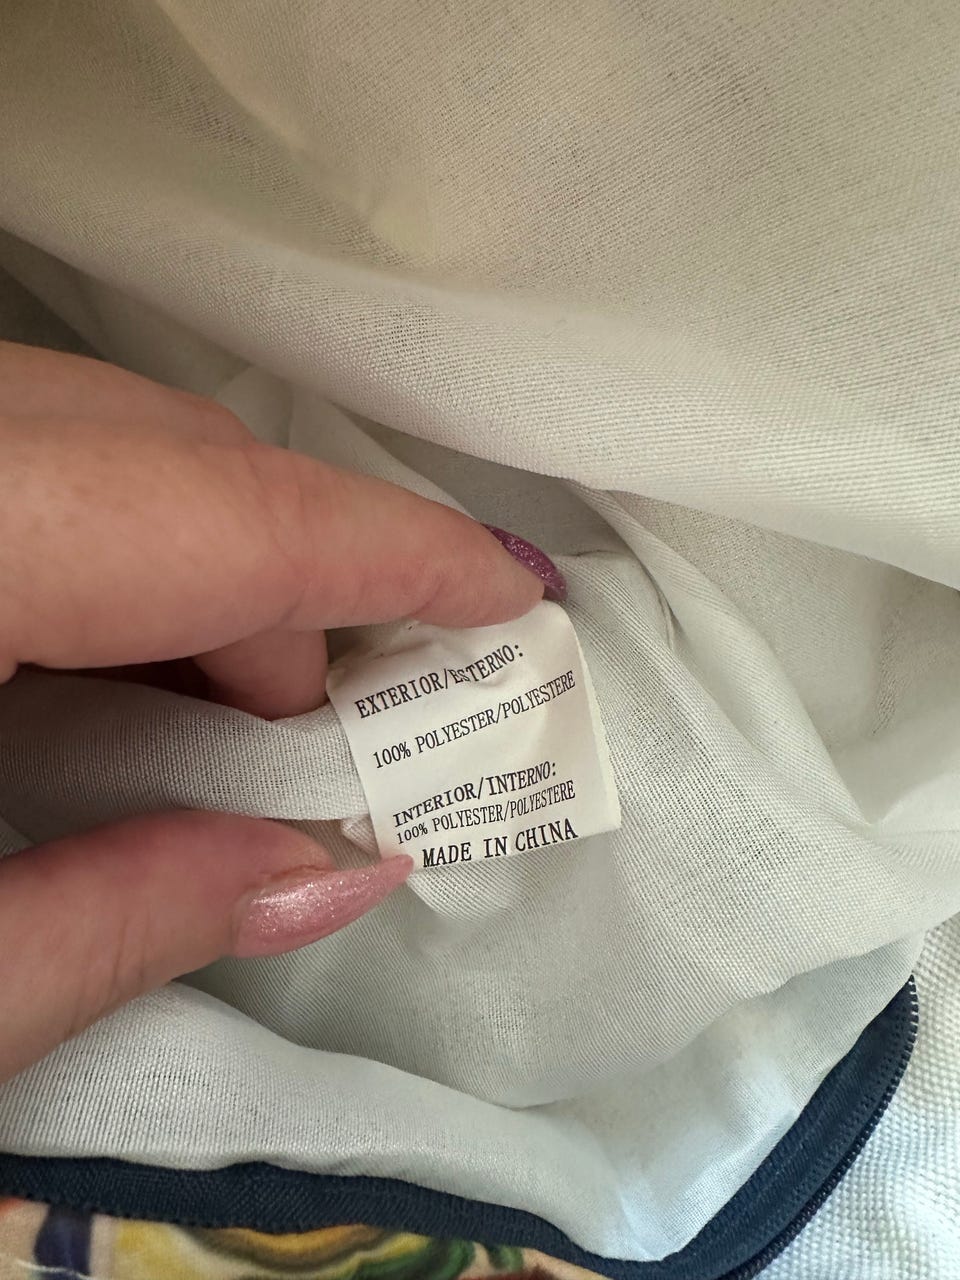 EXTERIOR/ESTERNO:
100% POLYESTER/POLYESTERE
INTERIOR/INTERNO:
100% POLYESTER/POLYESTERE
MADE IN CHINA